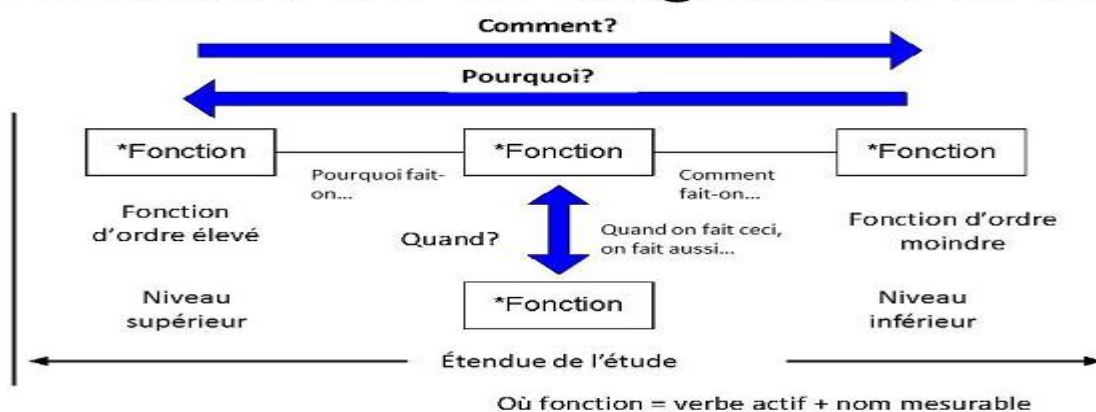 Comment?
Pourquoi?
*Fonction
*Fonction
*Fonction
Pourquoi fait-
on...
Comment
fait-on...
Fonction
d'ordre élevé
Quand?
Quand on fait ceci,
on fait aussi...
Fonction d'ordre
moindre
Niveau
supérieur
*Fonction
Niveau
inférieur
Étendue de l'étude
Où fonction = verbe actif + nom mesurable